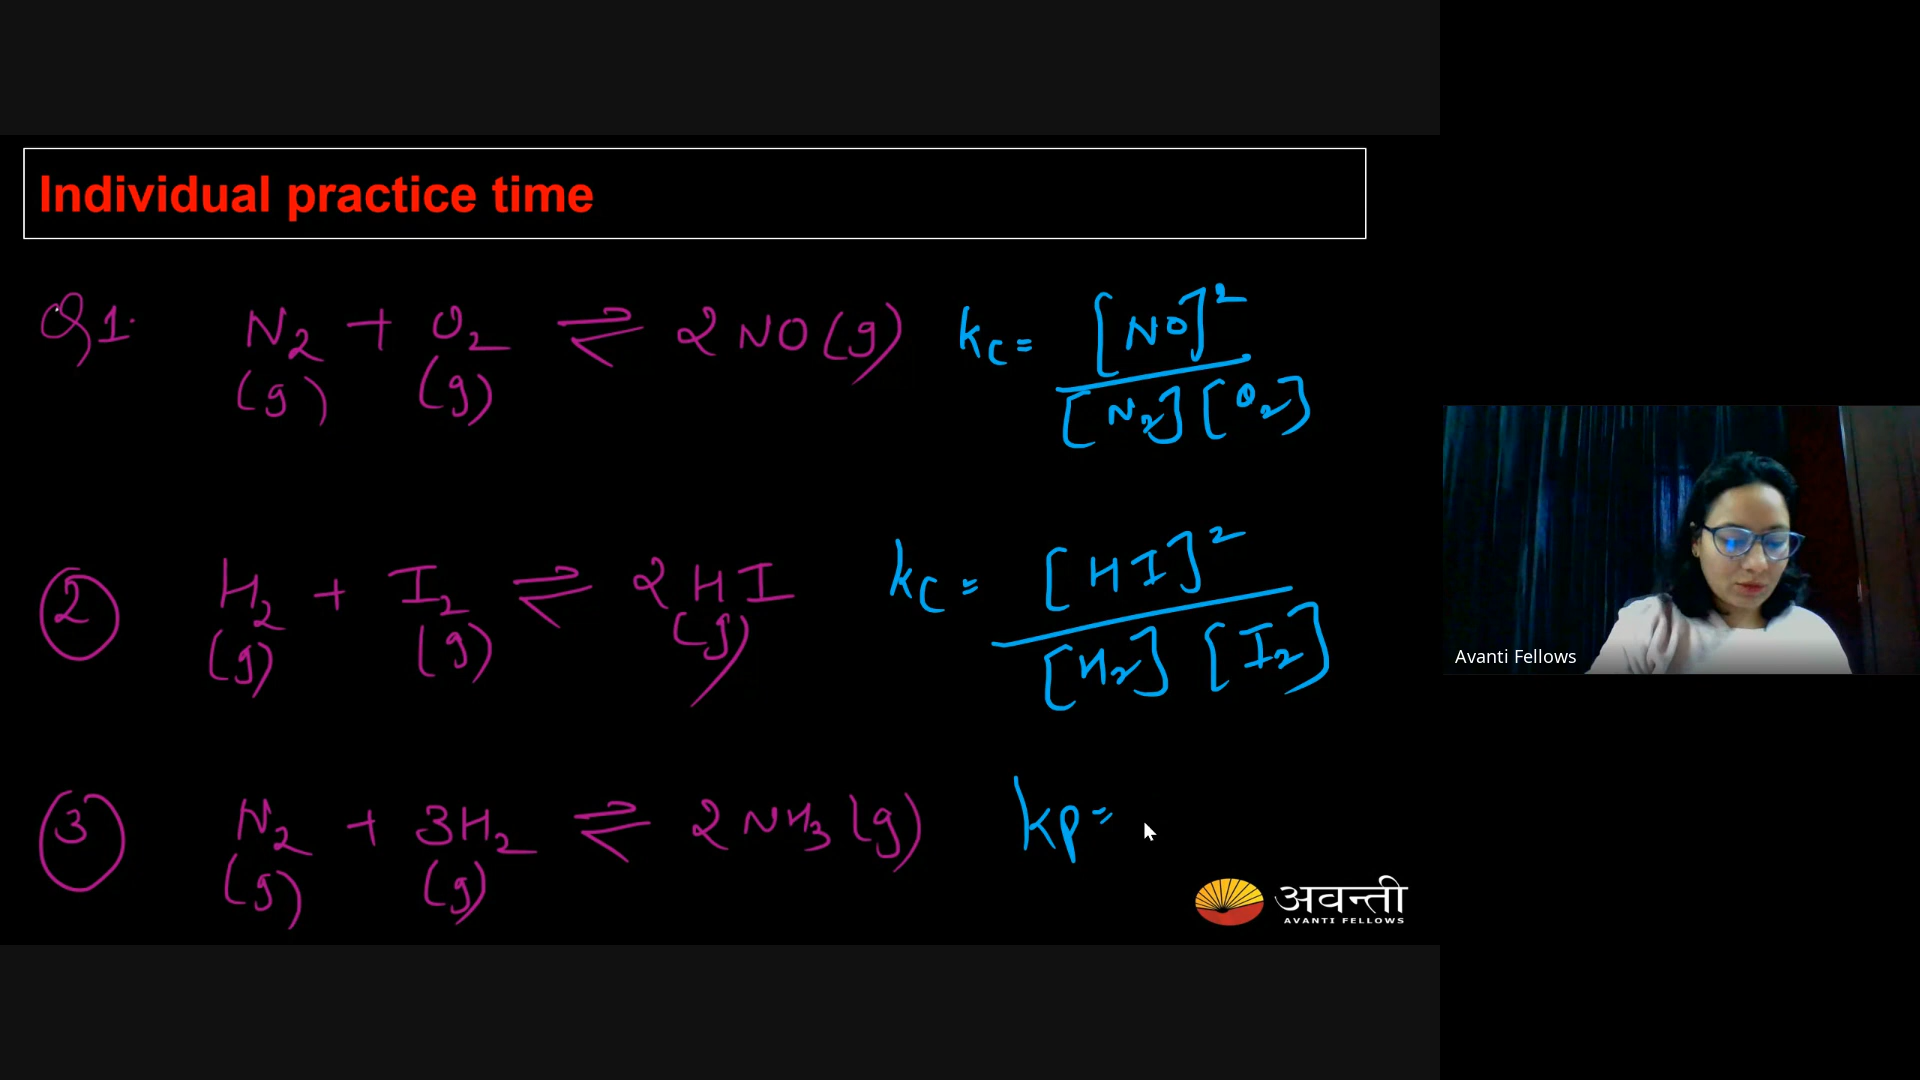 Individual practice time
Q1. N2 + O2 ⇌ 2NO(g) kc = [NO]^2
(g) (g) [N2] [O2]
2 H2 + I2 ⇌ 2HI kc = [HI]^2
(g) (g) (g) [H2] [I2]
Avanti Fellows
3 N2 + 3H2 ⇌ 2NH3(g) kp =
(g) (g)
अवन्ती
AVANTI FELLOWS